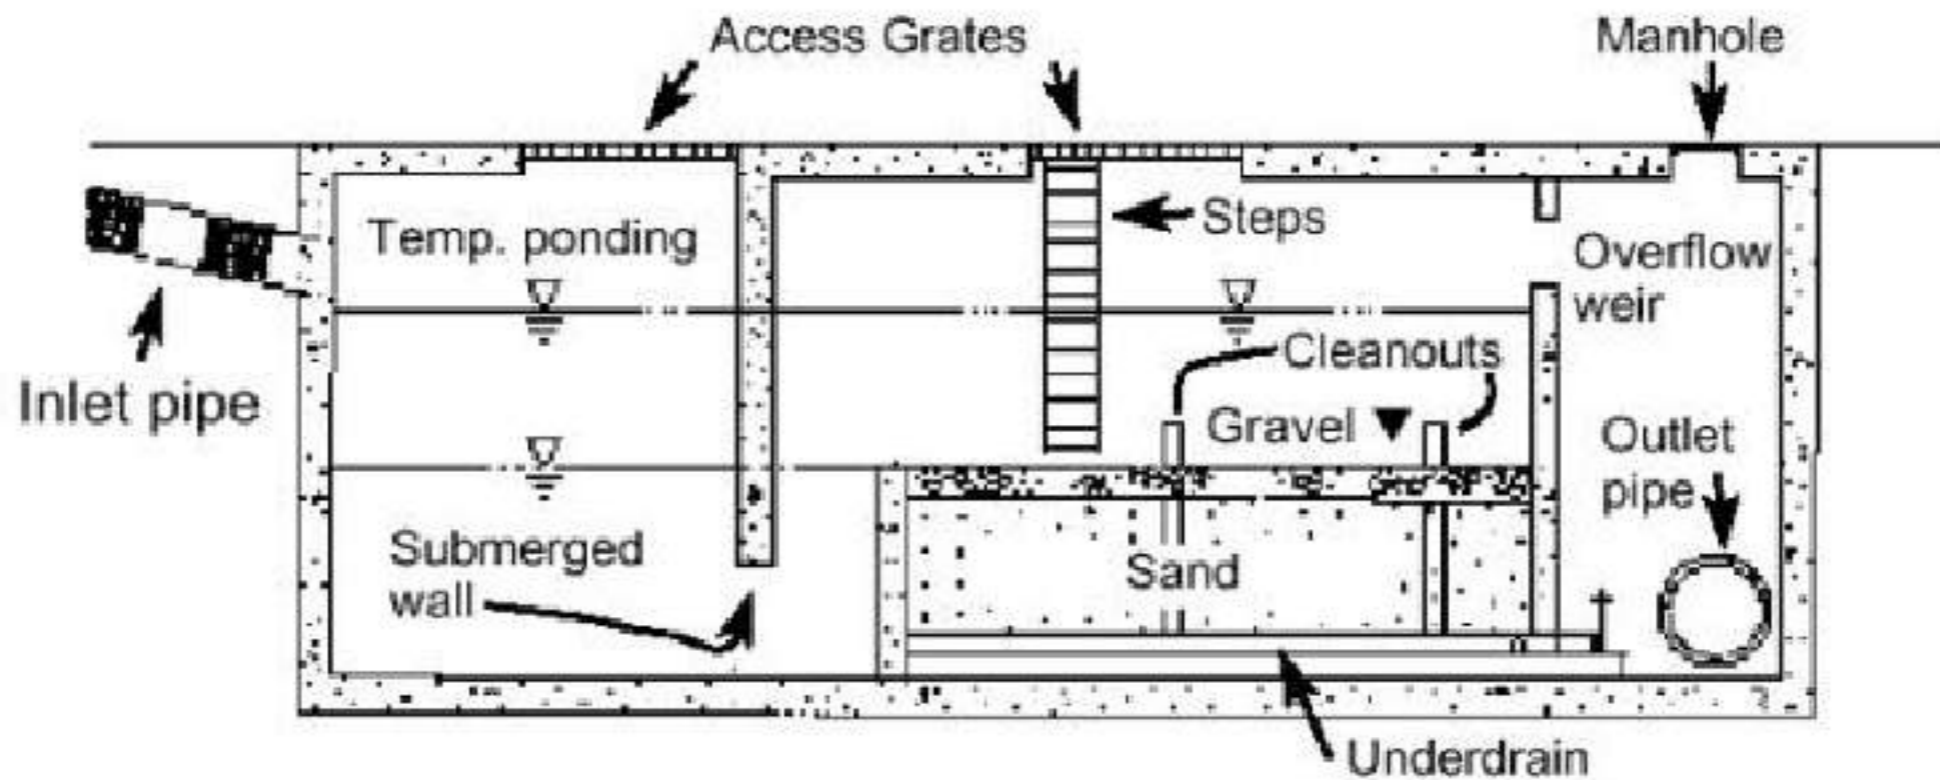 Access Grates
Manhole
Steps
Temp. ponding
Overflow
weir
Cleanouts
Inlet pipe
Gravel
Outlet
pipe
Submerged
wall
Sand
Underdrain